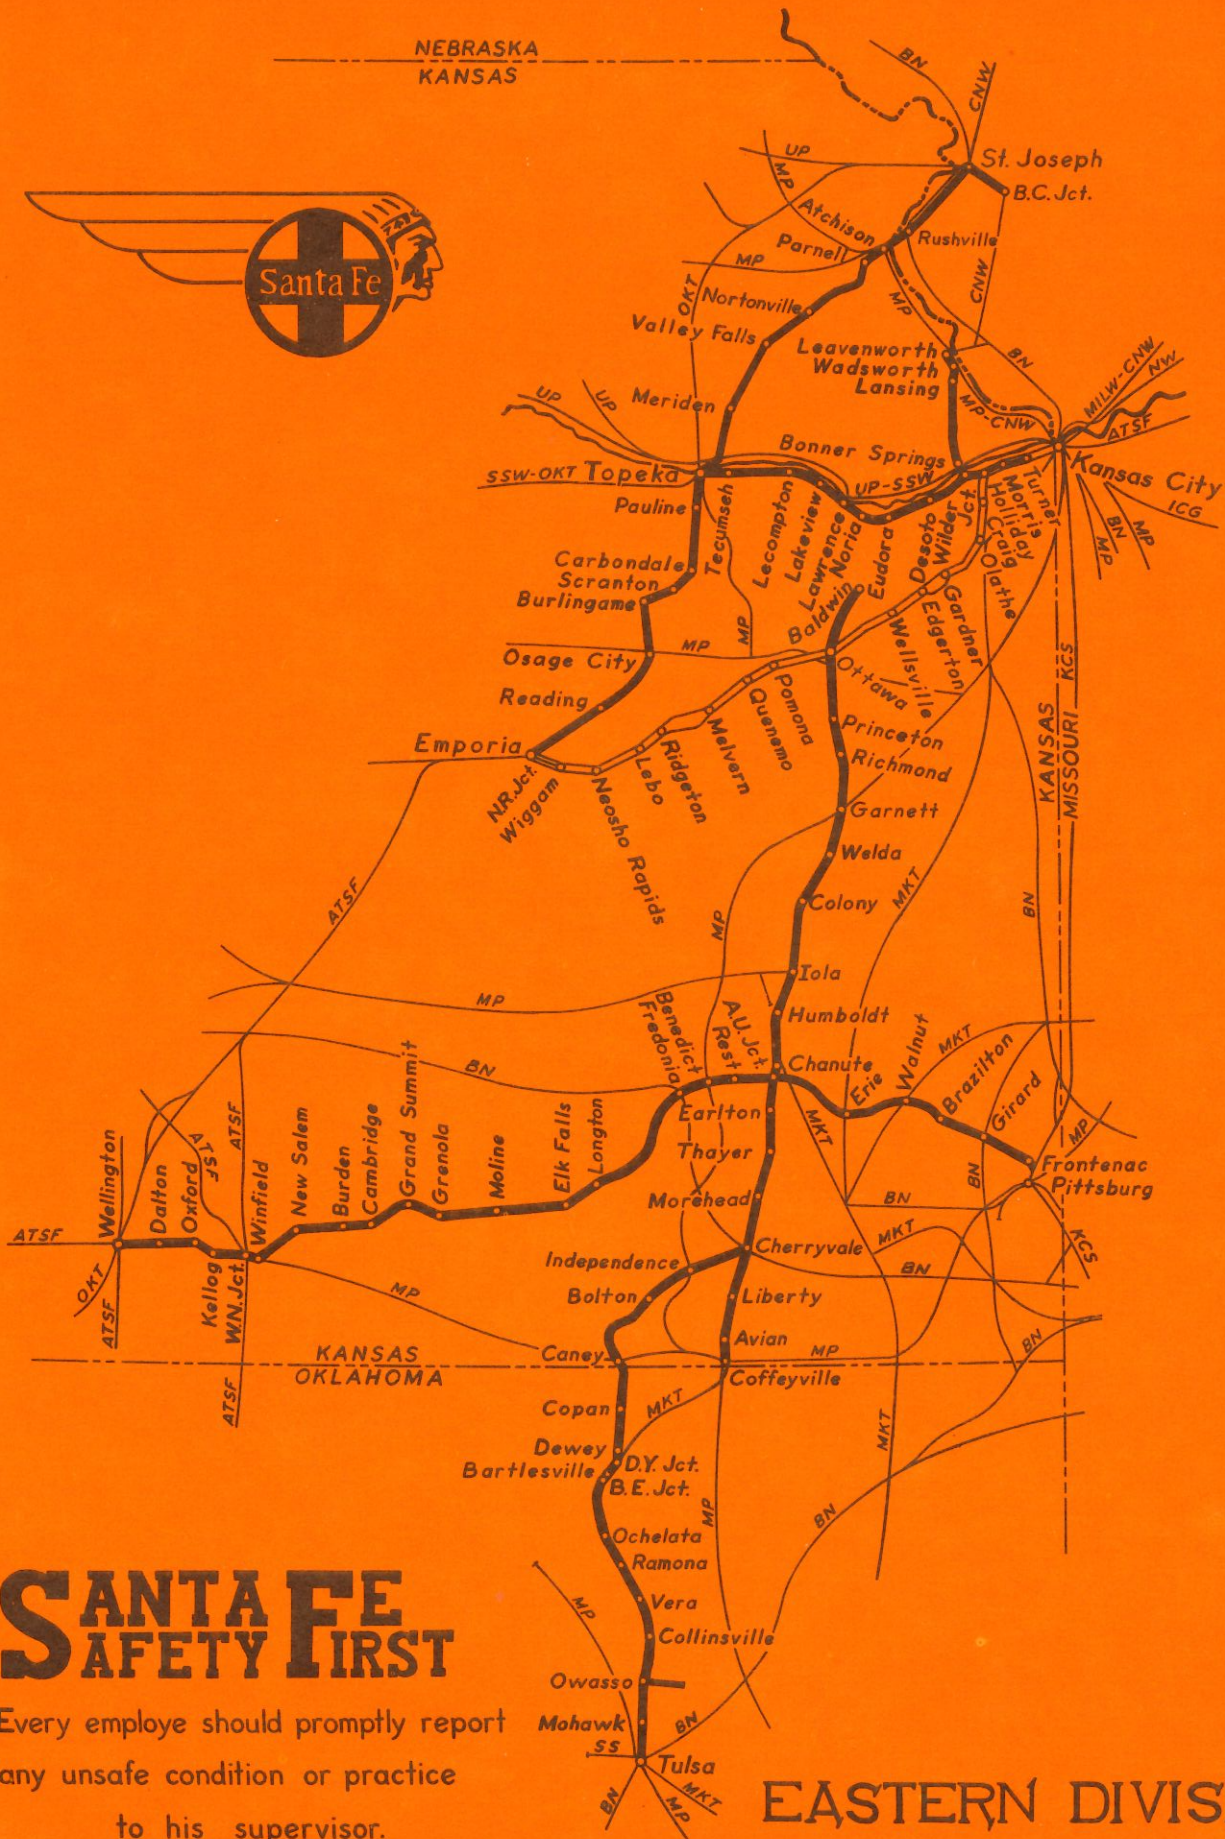 NEBRASKA
KANSAS
BN
CNW
UP
MP
St. Joseph
B.C. Jct.
Atchison
Parnell
Rushville
MP
OKT
CNW
Santa Fe
Nortonville
MP
Valley Falls
Leavenworth
Wadsworth
Lansing
BN
MILW-CNW
NW
UP
UP
Meriden
MP-CNW
ATSF
Bonner Springs
SSW-OKT
Topeka
UP-SSW
Kansas City
ICG
Pauline
Tecumseh
Lecompton
Lakeview
Lawrence
Noria
Eudora
Desoto
Wilder
Jct.
Holliday
Morris
Turner
BN
MP
MP
Craig
Olathe
Carbondale
Scranton
Burlingame
Baldwin
Gardner
Edgerton
Wellsville
MP
MP
Osage City
Ottawa
KCS
Reading
Pomona
Quenemo
Melvern
Ridgeton
Lebo
Princeton
Richmond
KANSAS
MISSOURI
Emporia
N.R. Jct.
Wiggam
Neosho Rapids
Garnett
Welda
ATSF
MP
Colony
MKT
BN
Iola
MP
Benedict
Fredonia
A.U. Jct.
Rest
Humboldt
Chanute
Erie
Walnut
MKT
Brazilton
Girard
BN
ATSF
ATSF
Grand Summit
Earlton
MKT
MP
Wellington
Dalton
Oxford
Winfield
New Salem
Burden
Cambridge
Grenola
Moline
Elk Falls
Longton
Thayer
Frontenac
Pittsburg
BN
Morehead
BN
KCS
ATSF
OKT
ATSF
Kellog
W.N. Jct.
Cherryvale
MKT
Independence
BN
MP
Bolton
Liberty
Avian
BN
KANSAS
OKLAHOMA
Caney
MP
Coffeyville
ATSF
Copan
MKT
MKT
Dewey
D.Y. Jct.
Bartlesville
B.E. Jct.
MP
BN
Ochelata
Ramona
MP
Vera
Collinsville
Owasso
Mohawk
SS
BN
Tulsa
BN
MP
MKT
SANTA FE
SAFETY FIRST
Every employe should promptly report
any unsafe condition or practice
to his supervisor.
EASTERN DIVIS